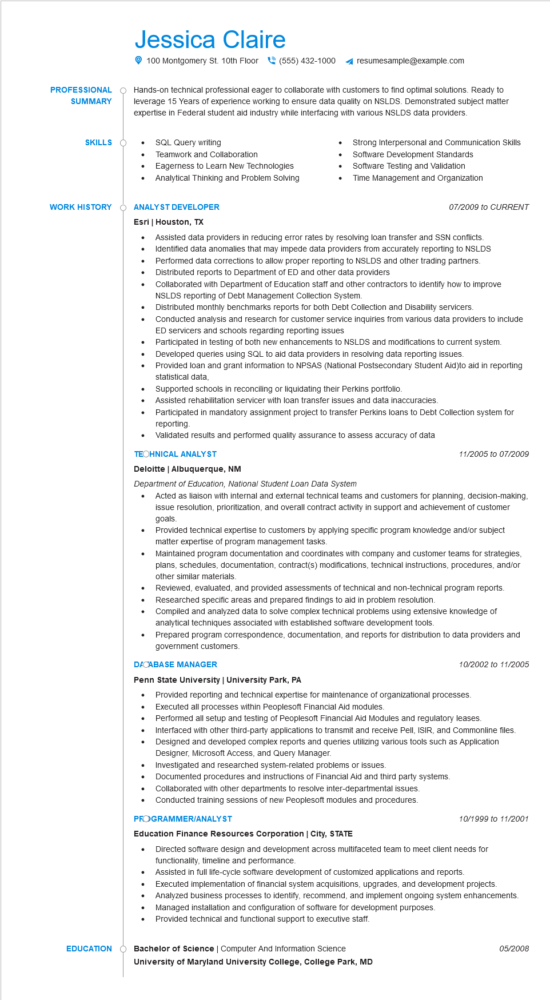 Jessica Claire
100 Montgomery St. 10th Floor (555) 432-1000 resumesample@example.com
PROFESSIONAL SUMMARY
Hands-on technical professional eager to collaborate with customers to find optimal solutions. Ready to
leverage 15 Years of experience working to ensure data quality on NSLDS. Demonstrated subject matter
expertise in Federal student aid industry while interfacing with various NSLDS data providers.
SKILLS
• SQL Query writing
• Teamwork and Collaboration
• Eagerness to Learn New Technologies
• Analytical Thinking and Problem Solving
• Strong Interpersonal and Communication Skills
• Software Development Standards
• Software Testing and Validation
• Time Management and Organization
WORK HISTORY
ANALYST DEVELOPER 07/2009 to CURRENT
Esri | Houston, TX
• Assisted data providers in reducing error rates by resolving loan transfer and SSN conflicts.
• Identified data anomalies that may impede data providers from accurately reporting to NSLDS
• Performed data corrections to allow proper reporting to NSLDS and other trading partners.
• Distributed reports to Department of ED and other data providers
• Collaborated with Department of Education staff and other contractors to identify how to improve
NSLDS reporting of Debt Management Collection System.
• Distributed monthly benchmarks reports for both Debt Collection and Disability servicers.
• Conducted analysis and research for customer service inquiries from various data providers to include
ED servicers and schools regarding reporting issues
• Participated in testing of both new enhancements to NSLDS and modifications to current system.
• Developed queries using SQL to aid data providers in resolving data reporting issues.
• Provided loan and grant information to NPSAS (National Postsecondary Student Aid)to aid in reporting
statistical data,
• Supported schools in reconciling or liquidating their Perkins portfolio.
• Assisted rehabilitation servicer with loan transfer issues and data inaccuracies.
• Participated in mandatory assignment project to transfer Perkins loans to Debt Collection system for
reporting.
• Validated results and performed quality assurance to assess accuracy of data
TECHNICAL ANALYST 11/2005 to 07/2009
Deloitte | Albuquerque, NM
Department of Education, National Student Loan Data System
• Acted as liaison with internal and external technical teams and customers for planning, decision-making,
issue resolution, prioritization, and overall contract activity in support and achievement of customer
goals.
• Provided technical expertise to customers by applying specific program knowledge and/or subject
matter expertise of program management tasks.
• Maintained program documentation and coordinates with company and customer teams for strategies,
plans, schedules, documentation, contract(s) modifications, technical instructions, procedures, and/or
other similar materials.
• Reviewed, evaluated, and provided assessments of technical and non-technical program reports.
• Researched specific areas and prepared findings to aid in problem resolution.
• Compiled and analyzed data to solve complex technical problems using extensive knowledge of
analytical techniques associated with established software development tools.
• Prepared program correspondence, documentation, and reports for distribution to data providers and
government customers.
DATABASE MANAGER 10/2002 to 11/2005
Penn State University | University Park, PA
• Provided reporting and technical expertise for maintenance of organizational processes.
• Executed all processes within Peoplesoft Financial Aid modules.
• Performed all setup and testing of Peoplesoft Financial Aid Modules and regulatory leases.
• Interfaced with other third-party applications to transmit and receive Pell, ISIR, and Commonline files.
• Designed and developed complex reports and queries utilizing various tools such as Application
Designer, Microsoft Access, and Query Manager.
• Investigated and researched system-related problems or issues.
• Documented procedures and instructions of Financial Aid and third party systems.
• Collaborated with other departments to resolve inter-departmental issues.
• Conducted training sessions of new Peoplesoft modules and procedures.
PROGRAMMER/ANALYST 10/1999 to 11/2001
Education Finance Resources Corporation | City, STATE
• Directed software design and development across multifaceted team to meet client needs for
functionality, timeline and performance.
• Assisted in full life-cycle software development of customized applications and reports.
• Executed implementation of financial system acquisitions, upgrades, and development projects.
• Analyzed business processes to identify, recommend, and implement ongoing system enhancements.
• Managed installation and configuration of software for development purposes.
• Provided technical and functional support to executive staff.
EDUCATION
Bachelor of Science | Computer And Information Science 05/2008
University of Maryland University College, College Park, MD